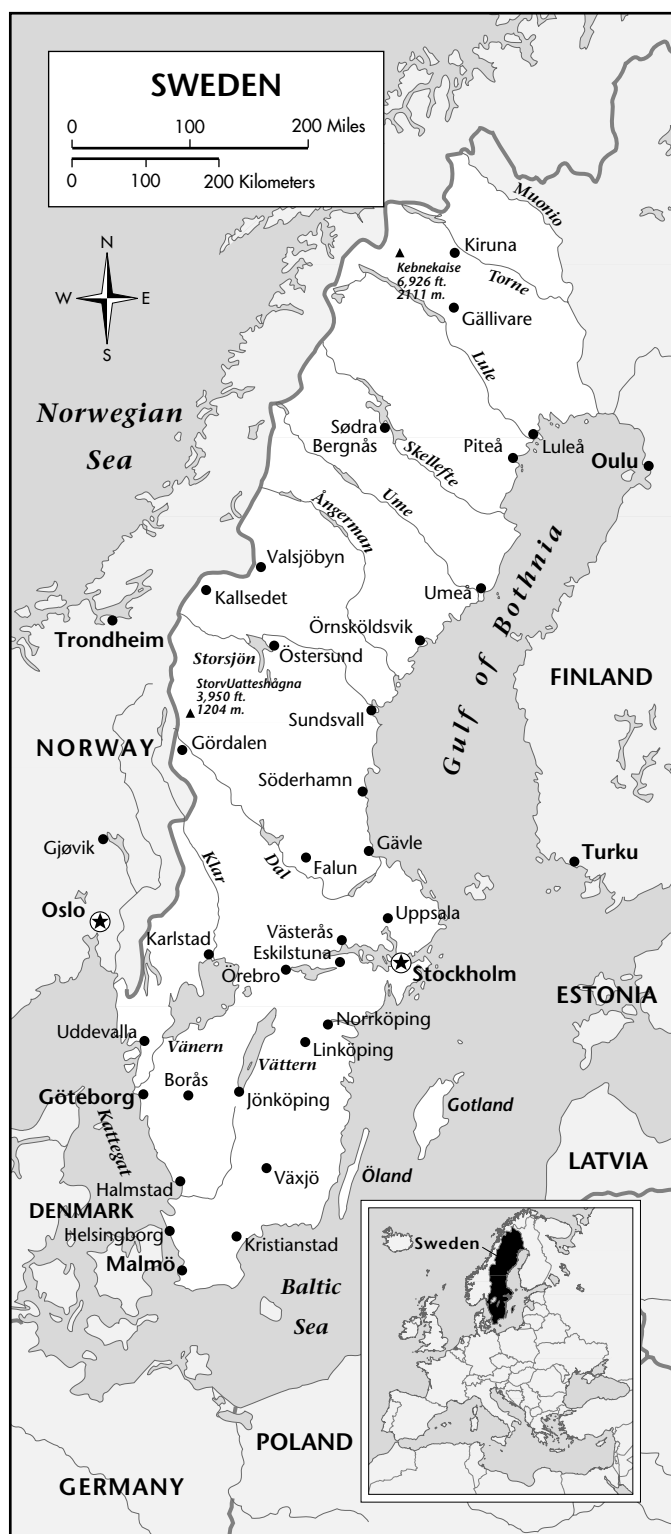 SWEDEN
0 100 200 Miles
0 100 200 Kilometers
N
W E
S
Muonio
Kiruna
Kebnekaise
6,926 ft.
2111 m.
Torne
Gällivare
Lule
Norwegian
Sea
Sødra
Bergnås
Skellefte
Piteå
Luleå
Oulu
Ume
Ångerman
Valsjöbyn
Kallsedet
Umeå
Gulf of Bothnia
Trondheim
Örnsköldsvik
Storsjön
Östersund
FINLAND
StorvUatteshågna
3,950 ft.
1204 m.
Sundsvall
NORWAY
Gördalen
Söderhamn
Gjøvik
Klar
Dal
Falun
Gävle
Turku
Oslo
Uppsala
Karlstad
Västerås
Eskilstuna
Örebro
Stockholm
ESTONIA
Norrköping
Uddevalla
Vänern
Vättern
Linköping
Göteborg
Borås
Jönköping
Gotland
Kattegat
Växjö
Öland
LATVIA
Halmstad
DENMARK
Helsingborg
Kristianstad
Malmö
Baltic
Sea
Sweden
POLAND
GERMANY